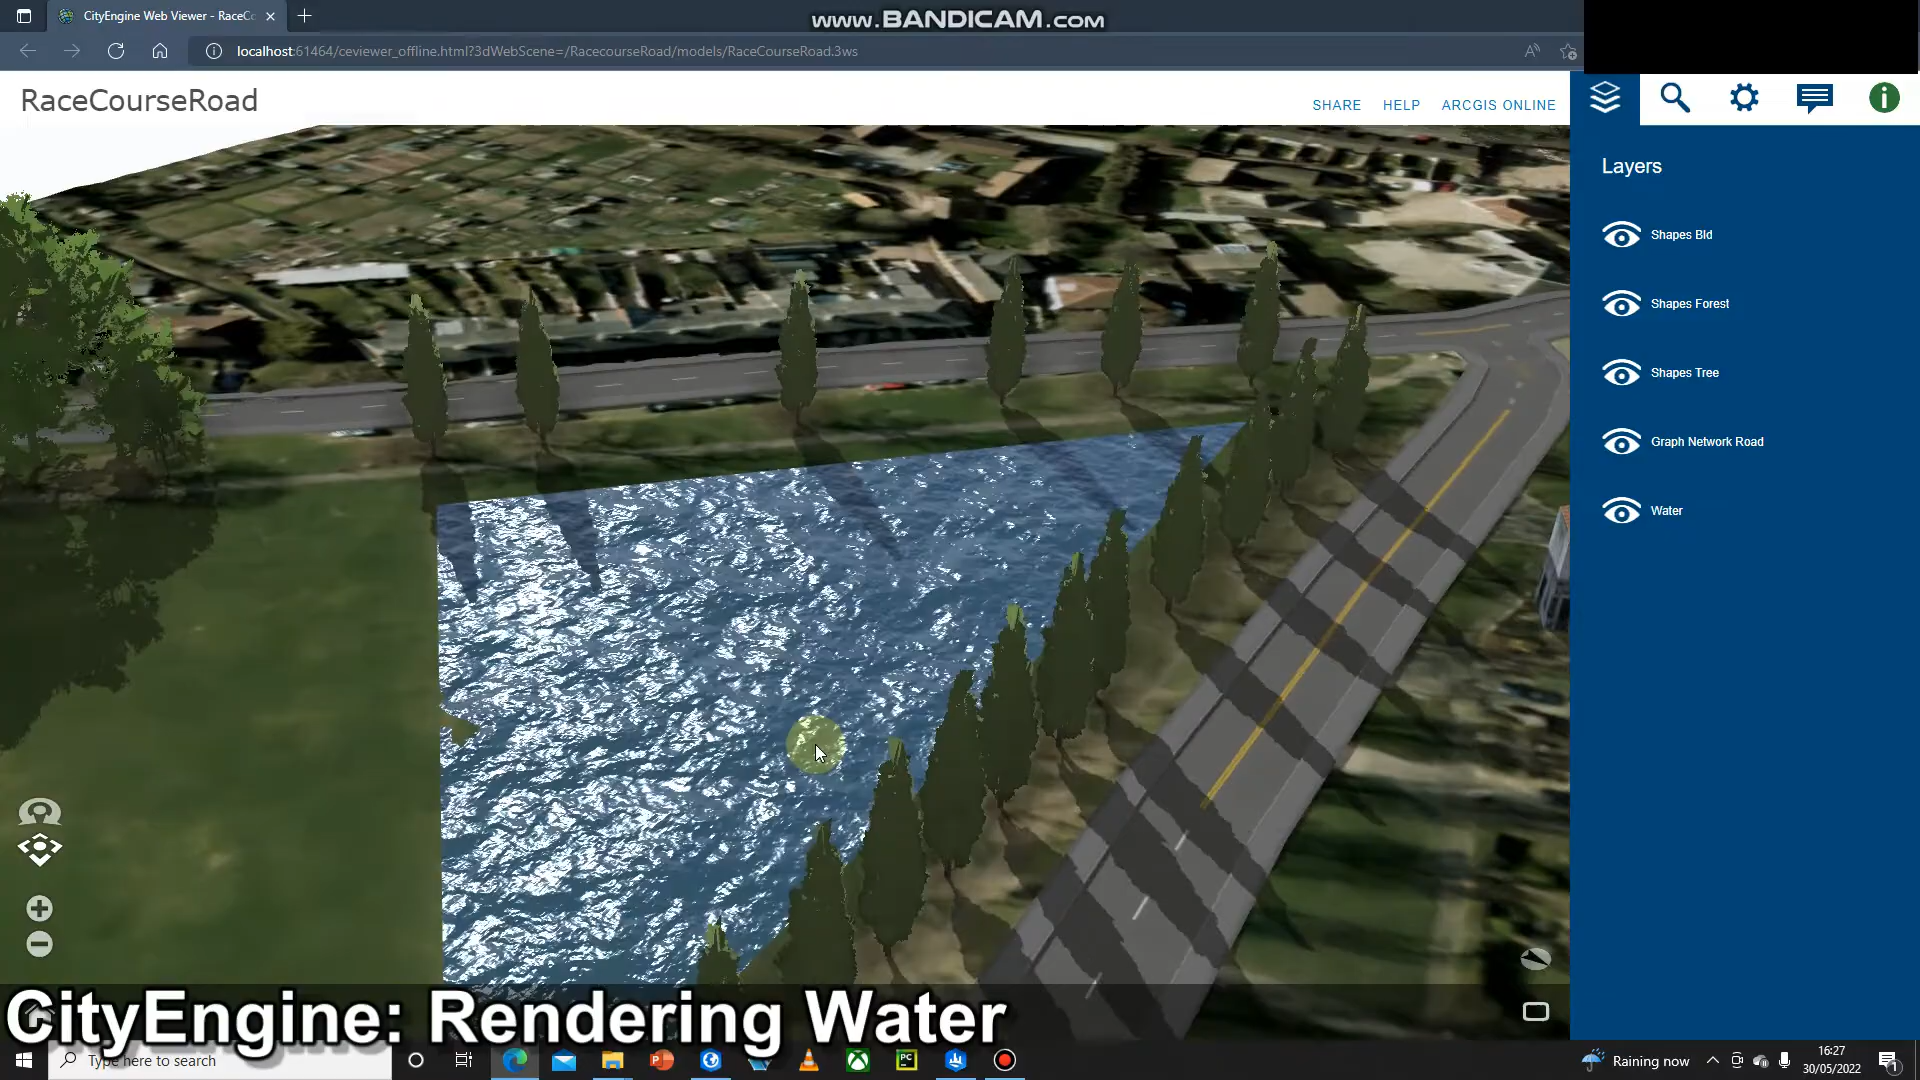 CityEngine Web Viewer - RaceCo
www.BANDICAM.com
localhost:61464/ceviewer_offline.html?3dWebScene=/RacecourseRoad/models/RaceCourseRoad.3ws
RaceCourseRoad
SHARE
HELP
ARCGIS ONLINE
Layers
Shapes Bld
Shapes Forest
Shapes Tree
Graph Network Road
Water
CityEngine: Rendering Water
Type here to search
Raining now
16:27
30/05/2022